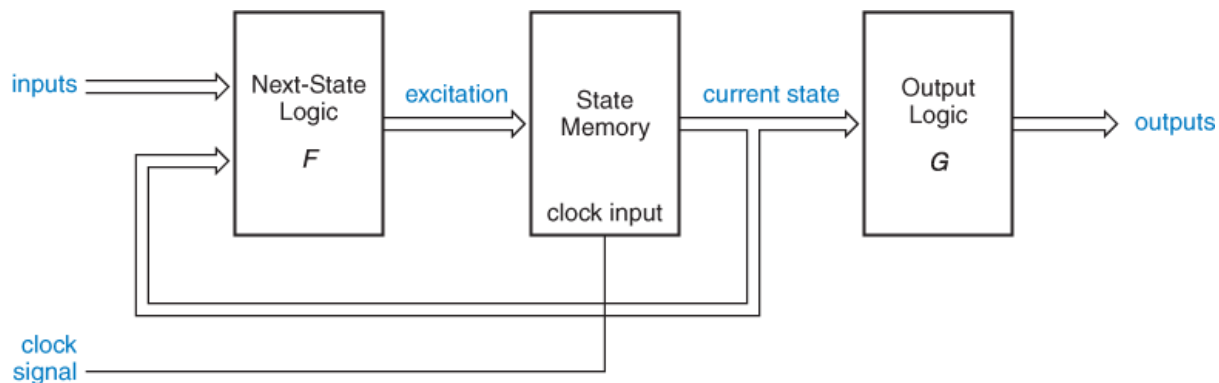 inputs
Next-State
Logic
F
excitation
State
Memory
clock input
current state
Output
Logic
G
outputs
clock
signal